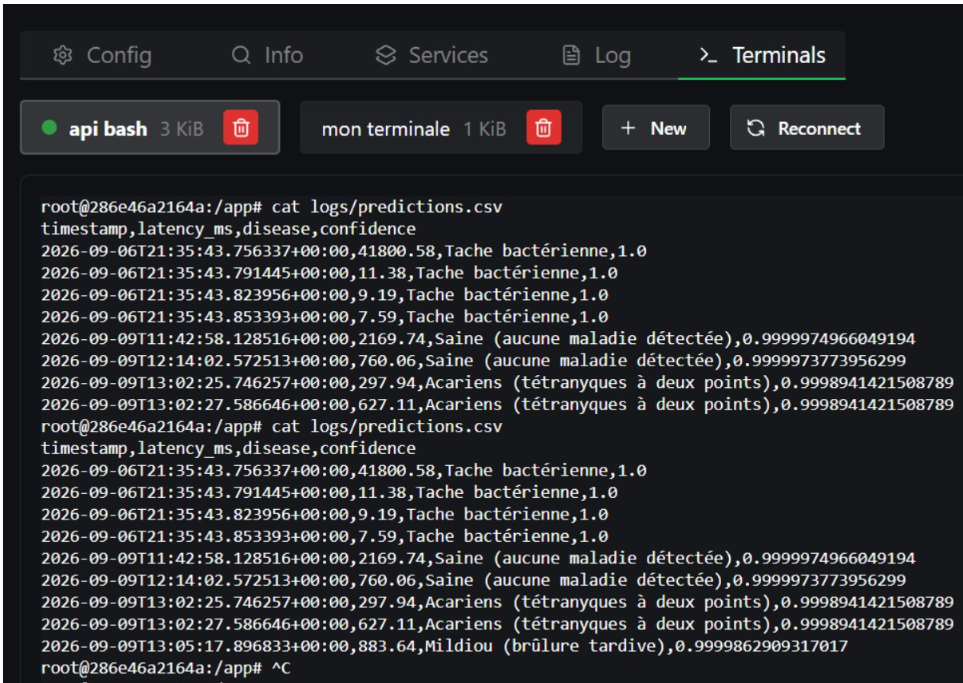 Config Info Services Log >_ Terminals
api bash 3 KiB mon terminale 1 KiB + New Reconnect
root@286e46a2164a:/app# cat logs/predictions.csv
timestamp,latency_ms,disease,confidence
2026-09-06T21:35:43.756337+00:00,41800.58,Tache bactérienne,1.0
2026-09-06T21:35:43.791445+00:00,11.38,Tache bactérienne,1.0
2026-09-06T21:35:43.823956+00:00,9.19,Tache bactérienne,1.0
2026-09-06T21:35:43.853393+00:00,7.59,Tache bactérienne,1.0
2026-09-09T11:42:58.128516+00:00,2169.74,Saine (aucune maladie détectée),0.9999974966049194
2026-09-09T12:14:02.572513+00:00,760.06,Saine (aucune maladie détectée),0.9999973773956299
2026-09-09T13:02:25.746257+00:00,297.94,Acariens (tétranyques à deux points),0.9998941421508789
2026-09-09T13:02:27.586646+00:00,627.11,Acariens (tétranyques à deux points),0.9998941421508789
root@286e46a2164a:/app# cat logs/predictions.csv
timestamp,latency_ms,disease,confidence
2026-09-06T21:35:43.756337+00:00,41800.58,Tache bactérienne,1.0
2026-09-06T21:35:43.791445+00:00,11.38,Tache bactérienne,1.0
2026-09-06T21:35:43.823956+00:00,9.19,Tache bactérienne,1.0
2026-09-06T21:35:43.853393+00:00,7.59,Tache bactérienne,1.0
2026-09-09T11:42:58.128516+00:00,2169.74,Saine (aucune maladie détectée),0.9999974966049194
2026-09-09T12:14:02.572513+00:00,760.06,Saine (aucune maladie détectée),0.9999973773956299
2026-09-09T13:02:25.746257+00:00,297.94,Acariens (tétranyques à deux points),0.9998941421508789
2026-09-09T13:02:27.586646+00:00,627.11,Acariens (tétranyques à deux points),0.9998941421508789
2026-09-09T13:05:17.896833+00:00,883.64,Mildiou (brûlure tardive),0.9999862909317017
root@286e46a2164a:/app# ^C